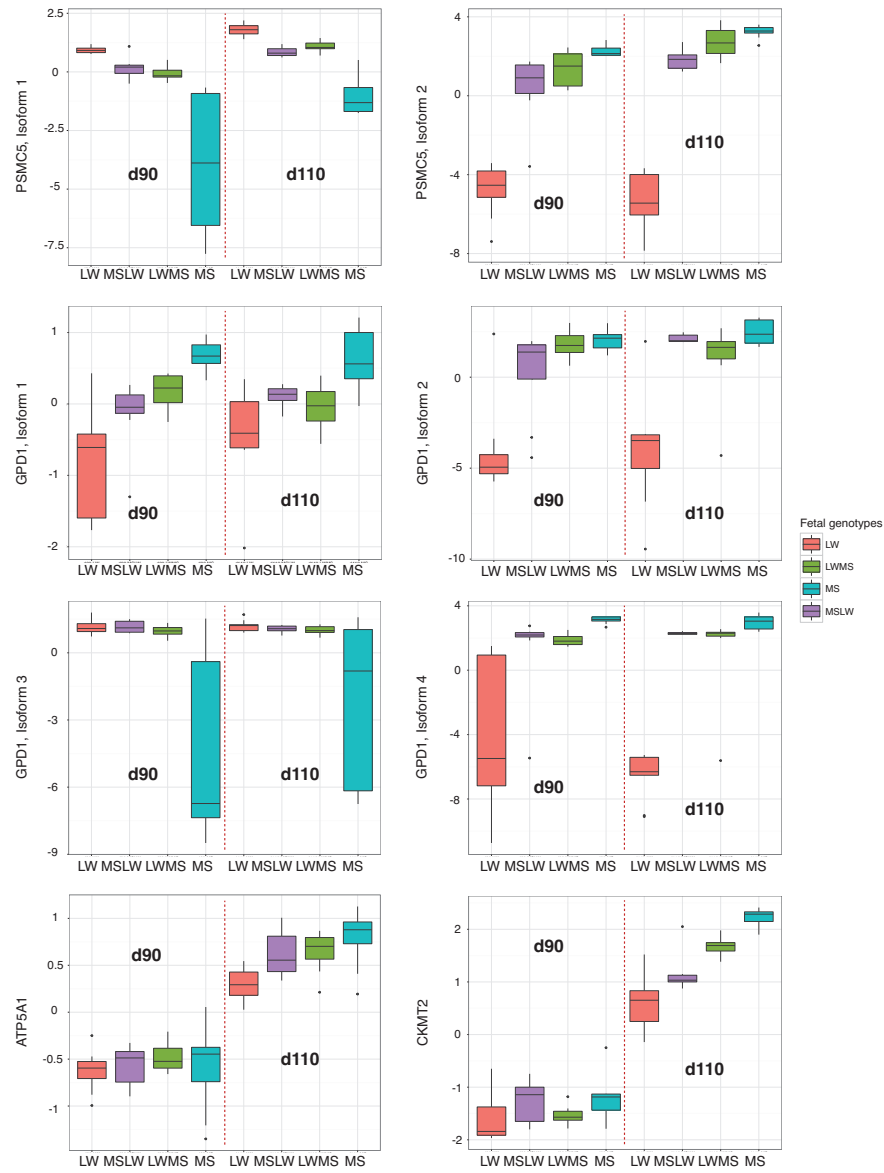 PSMC5, Isoform 1
2.5
0
-2.5
-5.0
-7.5
d90
d110
LW MSLW LWMS MS LW MSLW LWMS MS
PSMC5, Isoform 2
4
0
-4
-8
d90
d110
LW MSLW LWMS MS LW MSLW LWMS MS
GPD1, Isoform 1
1
0
-1
-2
d90
d110
LW MSLW LWMS MS LW MSLW LWMS MS
GPD1, Isoform 2
0
-5
-10
d90
d110
LW MSLW LWMS MS LW MSLW LWMS MS
Fetal genotypes
LW
LWMS
MS
MSLW
GPD1, Isoform 3
0
-3
-6
-9
d90
d110
LW MSLW LWMS MS LW MSLW LWMS MS
GPD1, Isoform 4
4
0
-4
-8
d90
d110
LW MSLW LWMS MS LW MSLW LWMS MS
ATP5A1
1
0.5
0
-0.5
-1
d90
d110
LW MSLW LWMS MS LW MSLW LWMS MS
CKMT2
2
1
0
-1
-2
d90
d110
LW MSLW LWMS MS LW MSLW LWMS MS